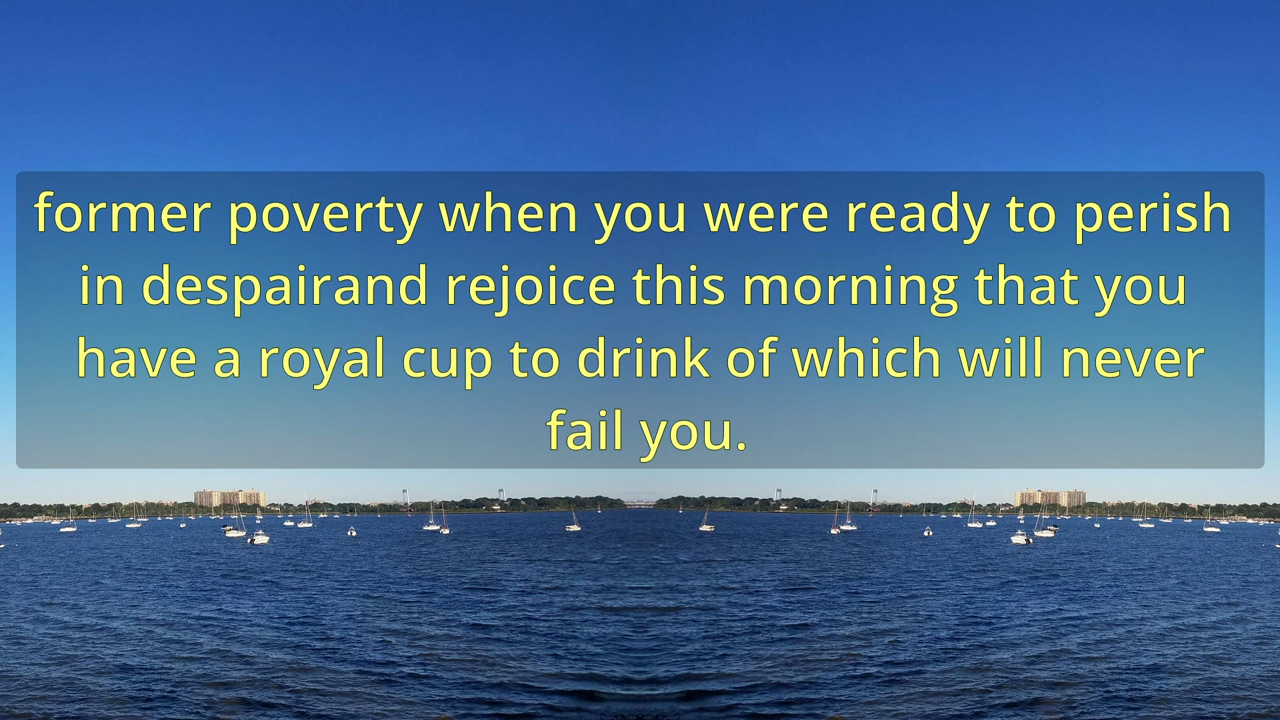 former poverty when you were ready to perish
in despairand rejoice this morning that you
have a royal cup to drink of which will never
fail you.